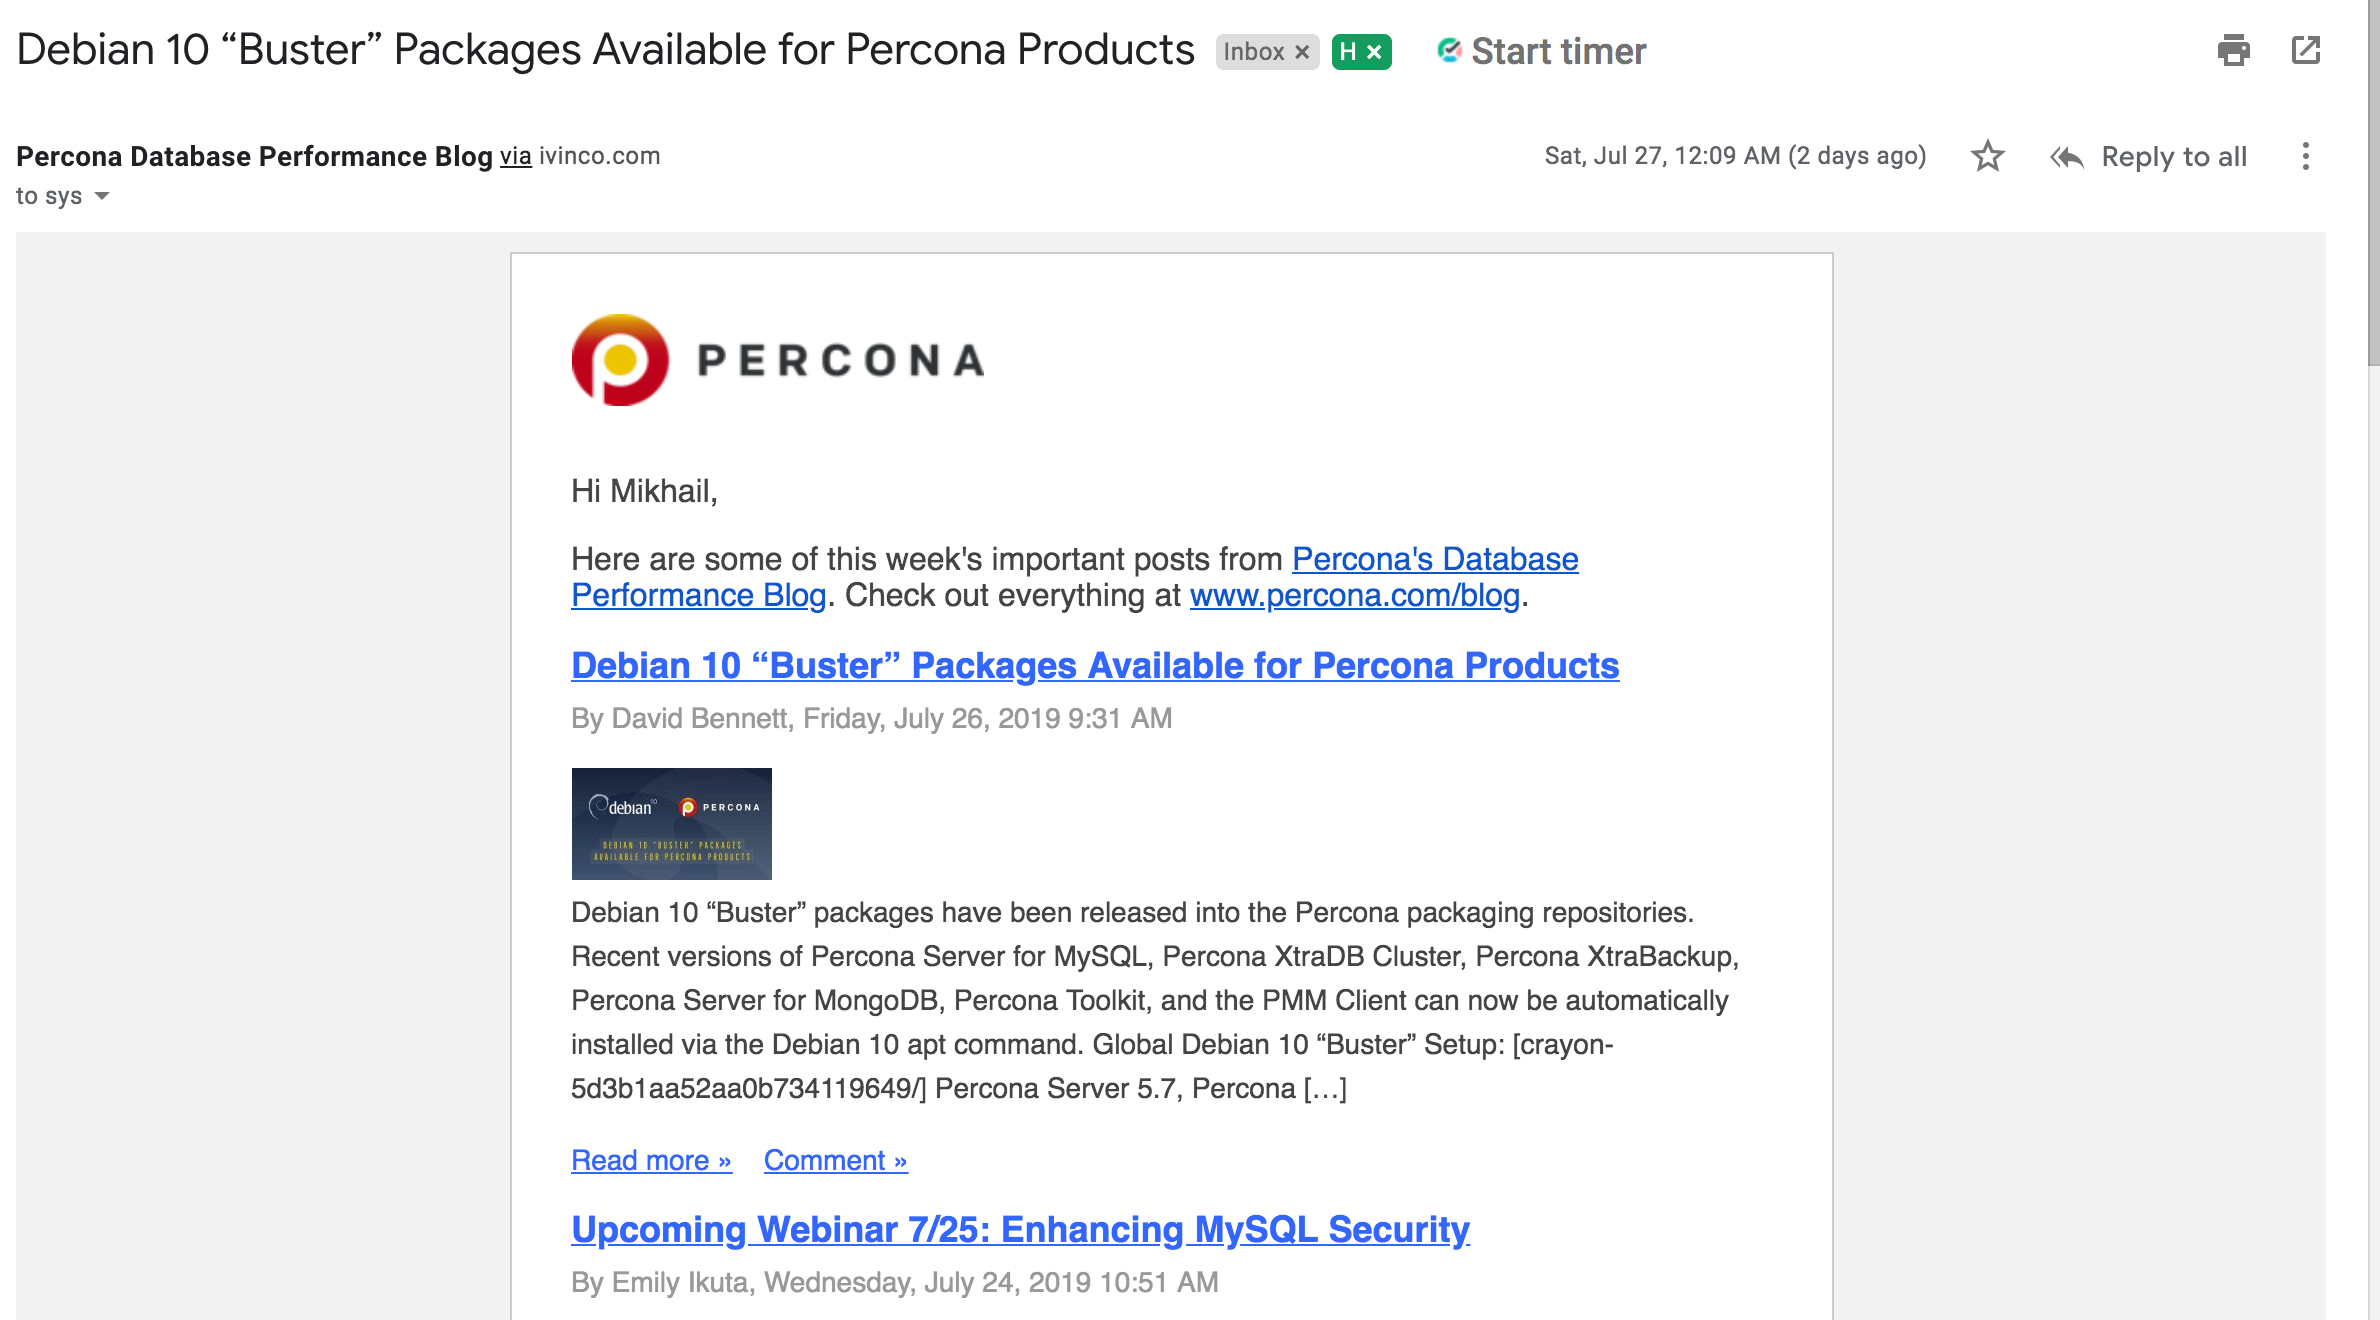 Debian 10 “Buster” Packages Available for Percona Products Inbox × H × Start timer
Percona Database Performance Blog via ivinco.com Sat, Jul 27, 12:09 AM (2 days ago) Reply to all
to sys
PERCONA
Hi Mikhail,
Here are some of this week's important posts from Percona's Database
Performance Blog. Check out everything at www.percona.com/blog.
Debian 10 “Buster” Packages Available for Percona Products
By David Bennett, Friday, July 26, 2019 9:31 AM
debian 10 PERCONA
DEBIAN 10 "BUSTER" PACKAGES
AVAILABLE FOR PERCONA PRODUCTS
Debian 10 “Buster” packages have been released into the Percona packaging repositories.
Recent versions of Percona Server for MySQL, Percona XtraDB Cluster, Percona XtraBackup,
Percona Server for MongoDB, Percona Toolkit, and the PMM Client can now be automatically
installed via the Debian 10 apt command. Global Debian 10 “Buster” Setup: [crayon-
5d3b1aa52aa0b734119649/] Percona Server 5.7, Percona […]
Read more » Comment »
Upcoming Webinar 7/25: Enhancing MySQL Security
By Emily Ikuta, Wednesday, July 24, 2019 10:51 AM